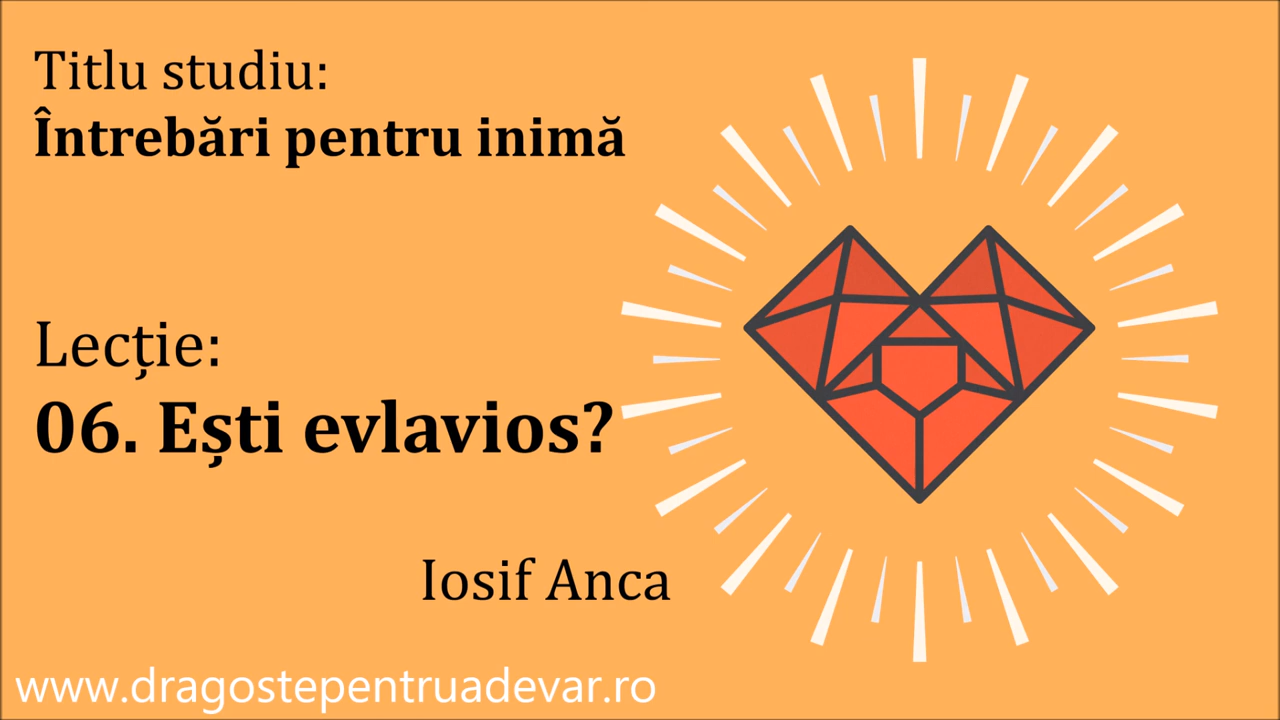 Titlu studiu:
Întrebări pentru inimă
Lecție:
06. Ești evlavios?
Iosif Anca
www.dragostepentruadevar.ro